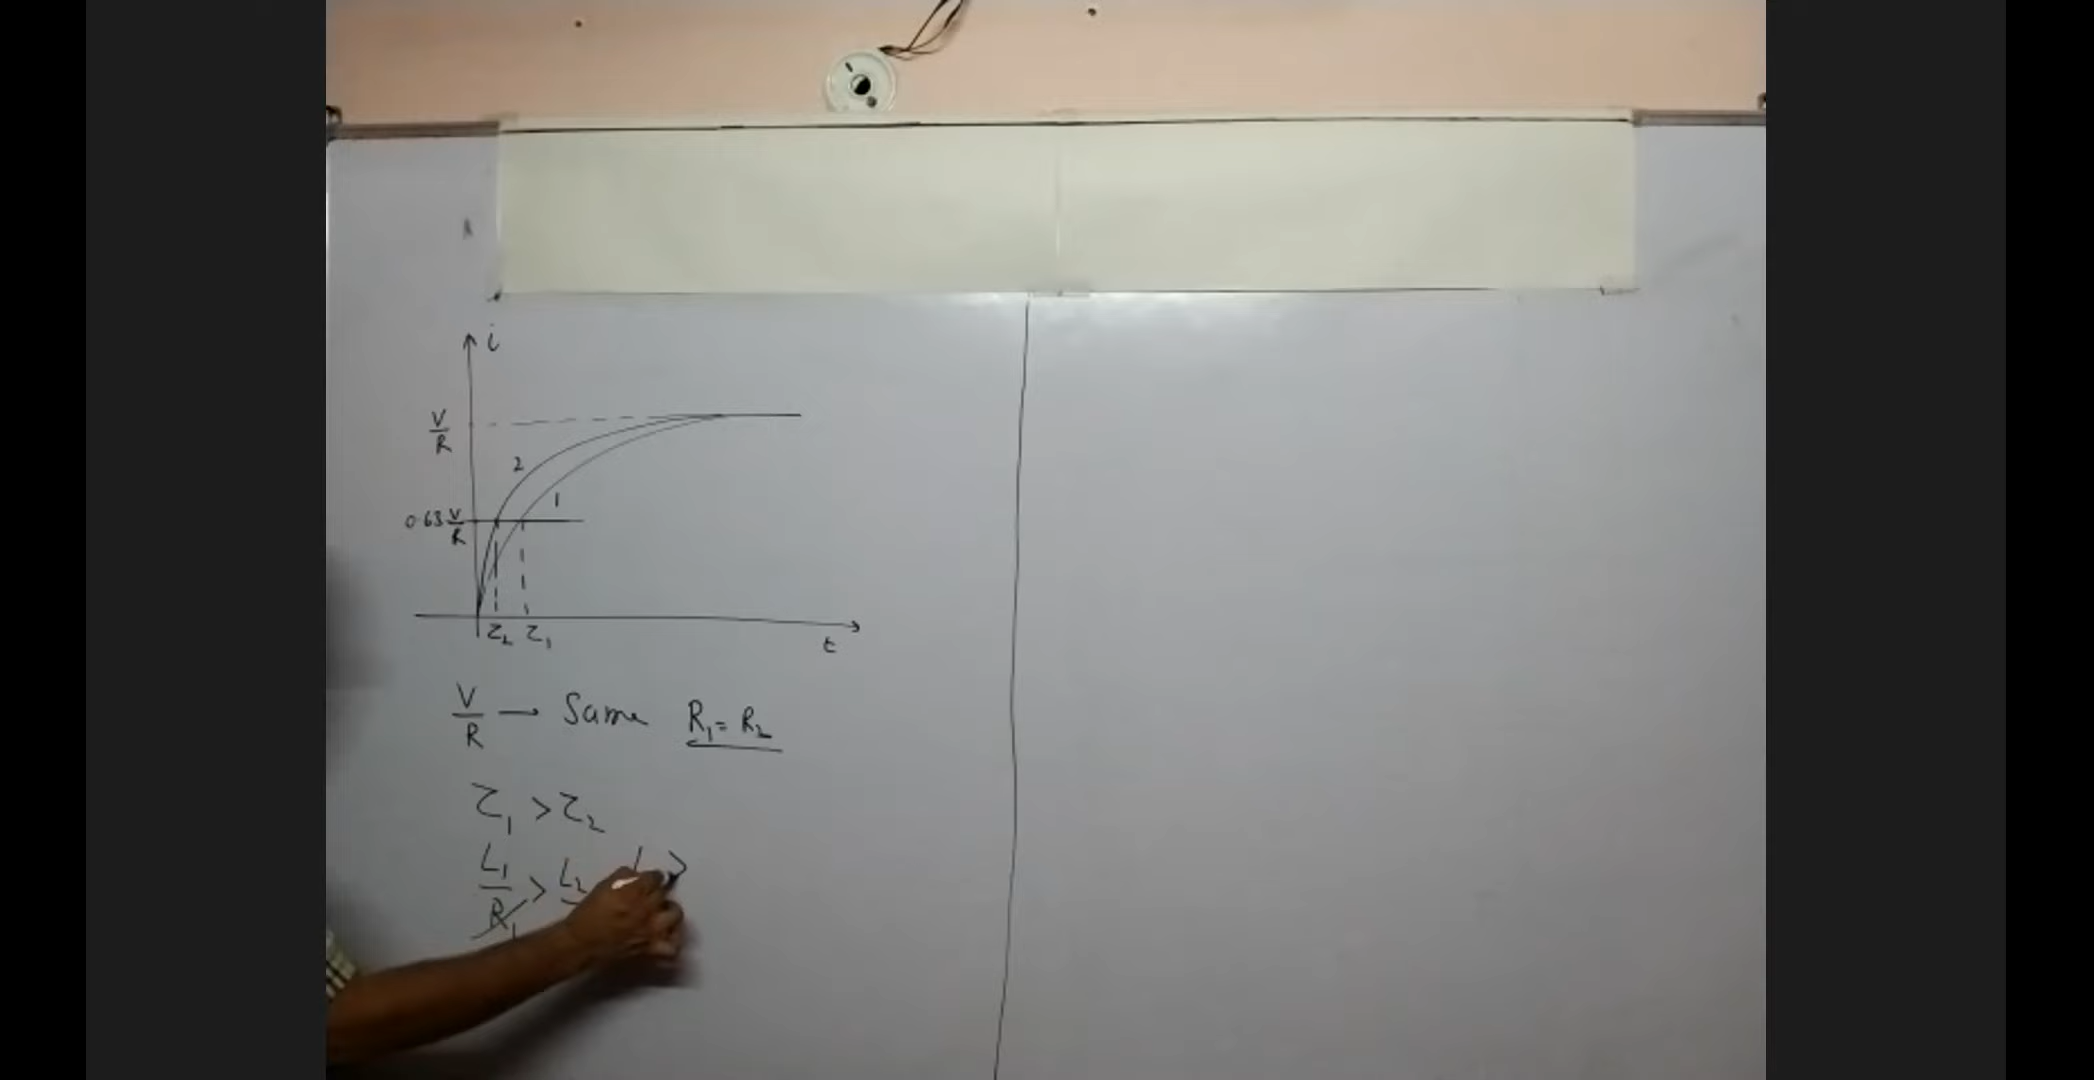 i
V/R
2
1
0.63 V/R
τ₂ τ₁
t
V/R → Same R₁ = R₂
τ₁ > τ₂
L₁/R₁ > L₂ L >